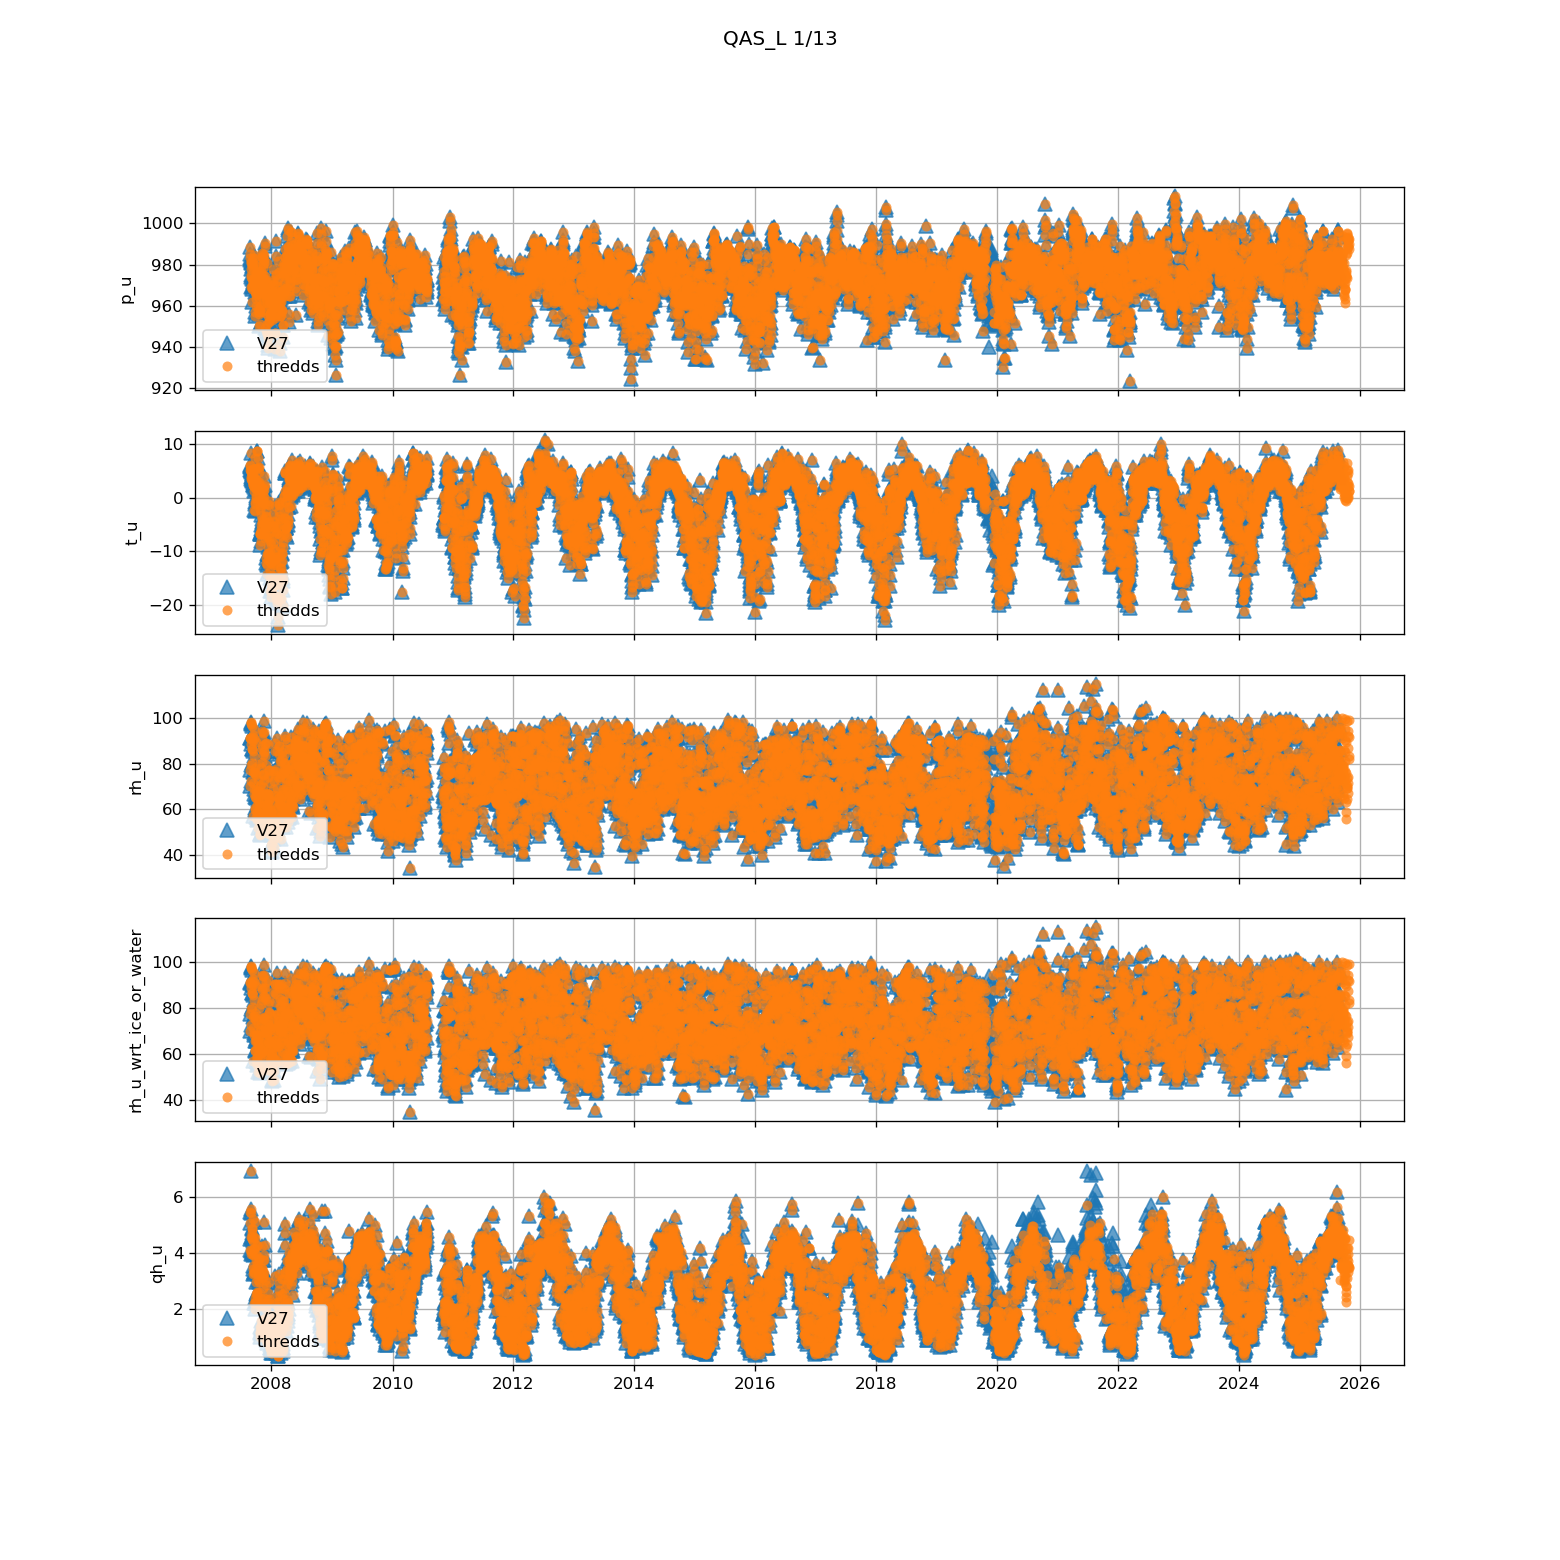 QAS_L 1/13
p_u
1000
980
960
940
920
V27
thredds
t_u
10
0
−10
−20
V27
thredds
rh_u
100
80
60
40
V27
thredds
rh_u_wrt_ice_or_water
100
80
60
40
V27
thredds
qh_u
6
4
2
V27
thredds
2008 2010 2012 2014 2016 2018 2020 2022 2024 2026